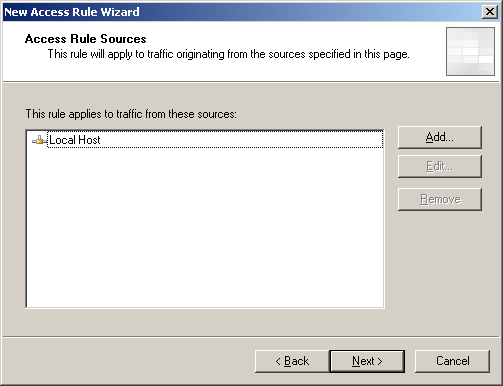 New Access Rule Wizard
Access Rule Sources
This rule will apply to traffic originating from the sources specified in this page.
This rule applies to traffic from these sources:
Local Host
Add...
Edit...
Remove
< Back
Next >
Cancel